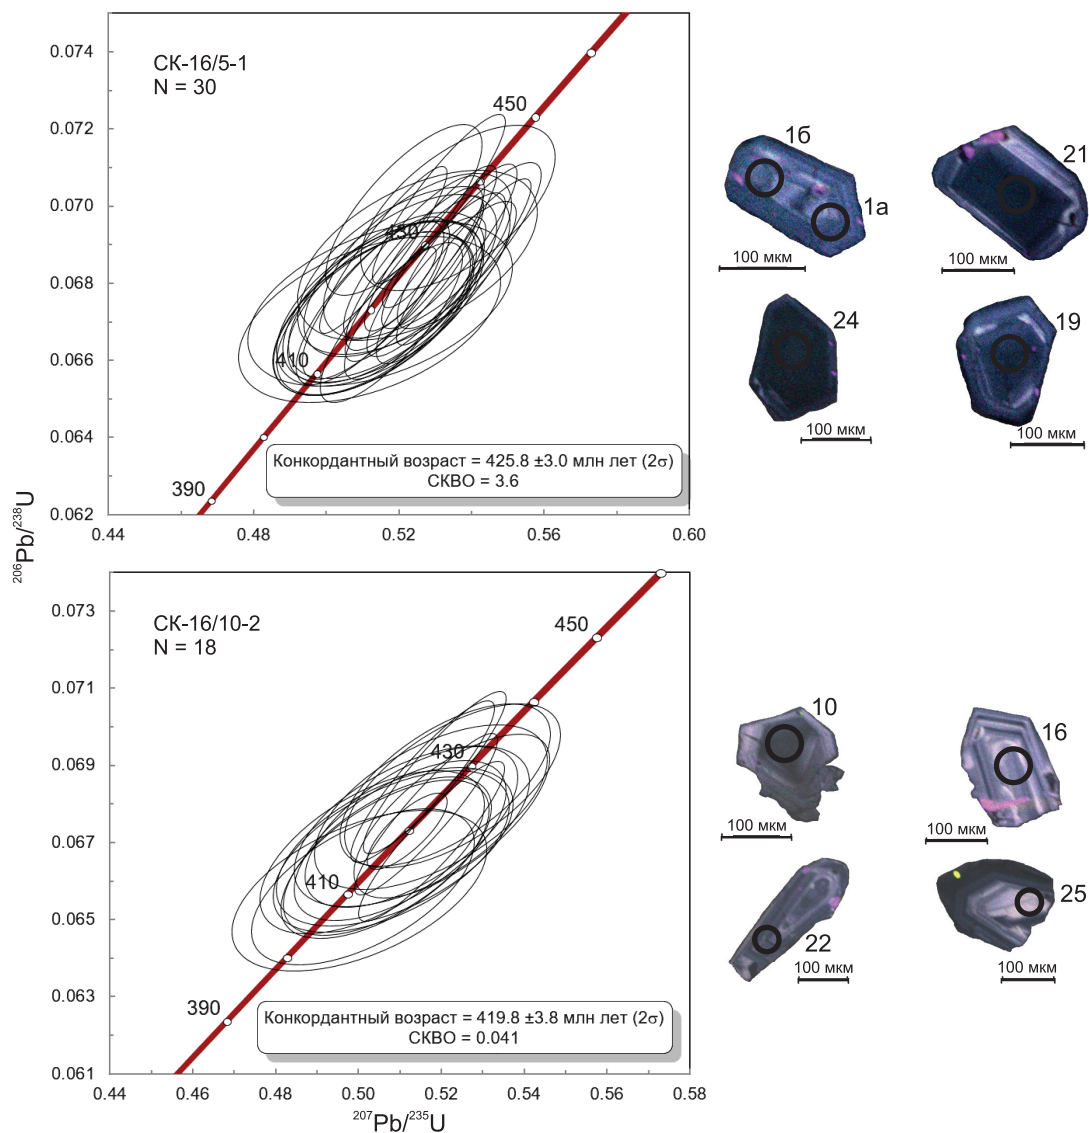 СК-16/5-1
N = 30
0.074
0.072
0.070
0.068
0.066
0.064
0.062
450
430
410
390
Конкордантный возраст = 425.8 ±3.0 млн лет (2σ)
СКВО = 3.6
0.44
0.48
0.52
0.56
0.60
1б
1а
100 мкм
21
100 мкм
24
100 мкм
19
100 мкм
²⁰⁶Pb/²³⁸U
СК-16/10-2
N = 18
0.073
0.071
0.069
0.067
0.065
0.063
0.061
450
430
410
390
Конкордантный возраст = 419.8 ±3.8 млн лет (2σ)
СКВО = 0.041
0.44
0.46
0.48
0.50
0.52
0.54
0.56
0.58
²⁰⁷Pb/²³⁵U
10
100 мкм
16
100 мкм
22
100 мкм
25
100 мкм